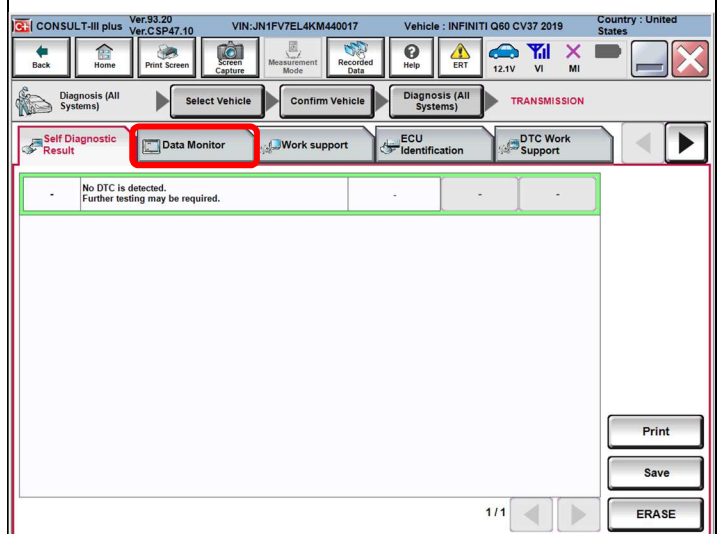 C+ CONSULT-III plus Ver.93.20 Ver.CSP47.10 VIN:JN1FV7EL4KM440017 Vehicle : INFINITI Q60 CV37 2019 Country : United States
Back Home Print Screen Screen Capture Measurement Mode Recorded Data Help ERT 12.1V VI MI
Diagnosis (All Systems) Select Vehicle Confirm Vehicle Diagnosis (All Systems) TRANSMISSION
Self Diagnostic Result Data Monitor Work support ECU Identification DTC Work Support
- No DTC is detected. - - -
Further testing may be required.
Print
Save
1/1 ERASE